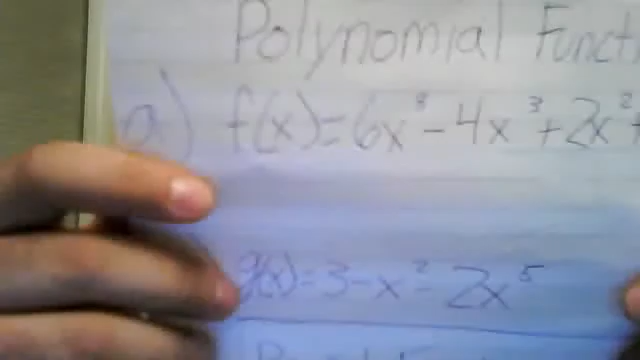 Polynomial Funct
a) f(x)=6x⁸-4x³+2x²+
g(x)=3-x²-2x⁵